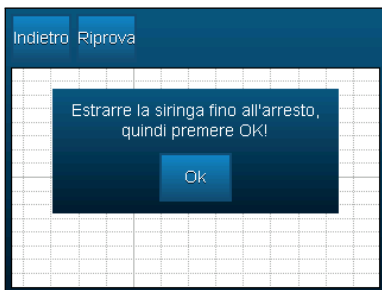 Indietro Riprova
Estrarre la siringa fino all'arresto,
quindi premere OK!
Ok